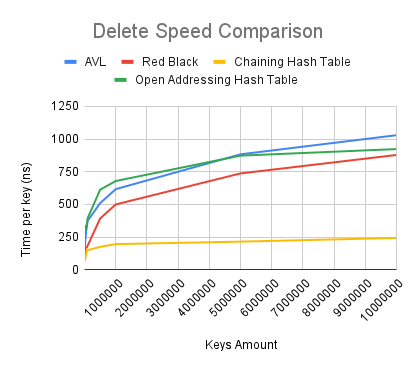 Delete Speed Comparison
AVL Red Black Chaining Hash Table
Open Addressing Hash Table
1250
1000
750
500
250
0
Time per key (ns)
1000000 2000000 3000000 4000000 5000000 6000000 7000000 8000000 9000000 10000000
Keys Amount